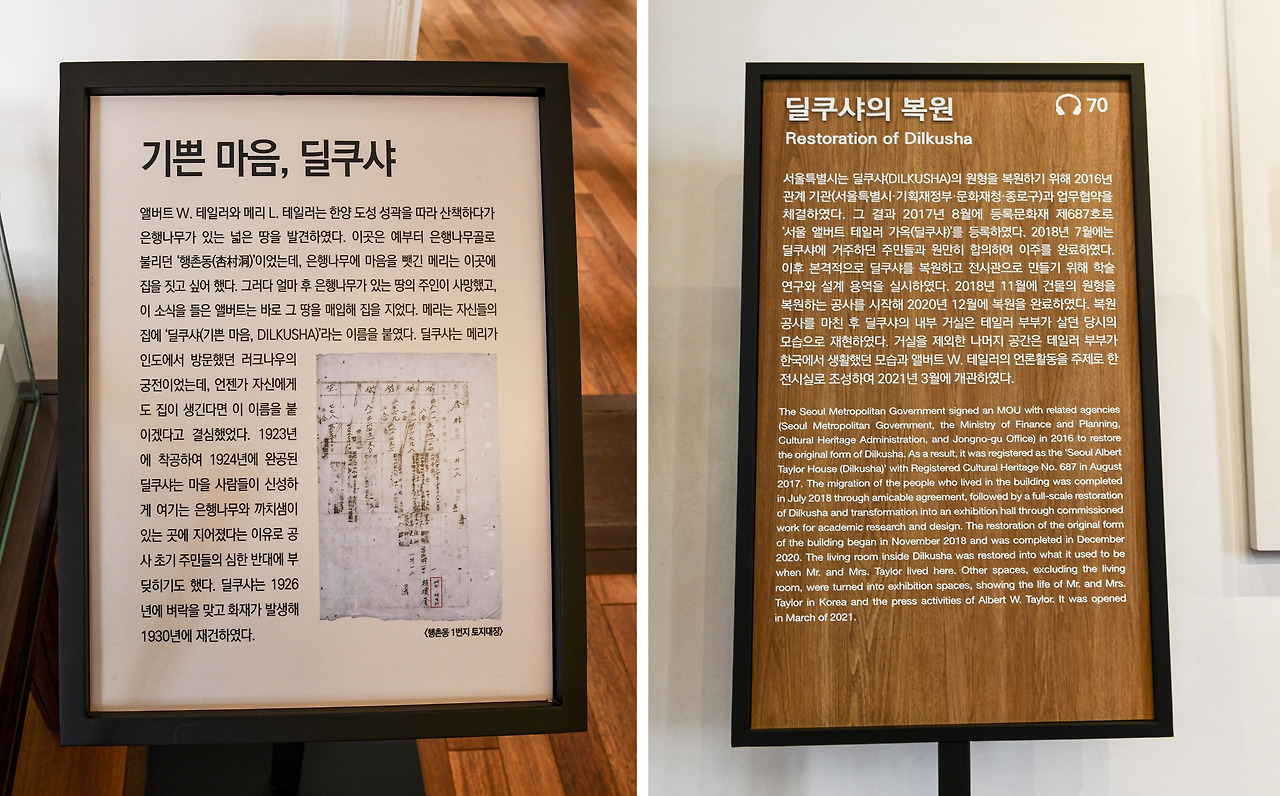 기쁜 마음, 딜쿠샤
앨버트 W. 테일러와 메리 L. 테일러는 한양 도성 성곽을 따라 산책하다가
은행나무가 있는 넓은 땅을 발견하였다. 이곳은 예부터 은행나무골로
불리던 '행촌동(杏村洞)'이었는데, 은행나무에 마음을 뺏긴 메리는 이곳에
집을 짓고 싶어 했다. 그러다 얼마 후 은행나무가 있는 땅의 주인이 사망했고,
이 소식을 들은 앨버트는 바로 그 땅을 매입해 집을 지었다. 메리는 자신들의
집에 '딜쿠샤(기쁜 마음, DILKUSHA)'라는 이름을 붙였다. 딜쿠샤는 메리가
인도에서 방문했던 러크나우의
궁전이었는데, 언젠가 자신에게
도 집이 생긴다면 이 이름을 붙
이겠다고 결심했었다. 1923년
에 착공하여 1924년에 완공된
딜쿠샤는 마을 사람들이 신성하
게 여기는 은행나무와 까치샘이
있는 곳에 지어졌다는 이유로 공
사 초기 주민들의 심한 반대에 부
딪히기도 했다. 딜쿠샤는 1926
년에 벼락을 맞고 화재가 발생해
1930년에 재건하였다.
〈행촌동 1번지 토지대장〉
딜쿠샤의 복원
70
Restoration of Dilkusha
서울특별시는 딜쿠샤(DILKUSHA)의 원형을 복원하기 위해 2016년
관계 기관(서울특별시·기획재정부·문화재청·종로구)과 업무협약을
체결하였다. 그 결과 2017년 8월에 등록문화재 제687호로
'서울 앨버트 테일러 가옥(딜쿠샤)'를 등록하였다. 2018년 7월에는
딜쿠샤에 거주하던 주민들과 원만히 합의하여 이주를 완료하였다.
이후 본격적으로 딜쿠샤를 복원하고 전시관으로 만들기 위해 학술
연구와 설계 용역을 실시하였다. 2018년 11월에 건물의 원형을
복원하는 공사를 시작해 2020년 12월에 복원을 완료하였다. 복원
공사를 마친 후 딜쿠샤의 내부 거실은 테일러 부부가 살던 당시의
모습으로 재현하였다. 거실을 제외한 나머지 공간은 테일러 부부가
한국에서 생활했던 모습과 앨버트 W. 테일러의 언론활동을 주제로 한
전시실로 조성하여 2021년 3월에 개관하였다.
The Seoul Metropolitan Government signed an MOU with related agencies
(Seoul Metropolitan Government, the Ministry of Finance and Planning,
Cultural Heritage Administration, and Jongno-gu Office) in 2016 to restore
the original form of Dilkusha. As a result, it was registered as the 'Seoul Albert
Taylor House (Dilkusha)' with Registered Cultural Heritage No. 687 in August
2017. The migration of the people who lived in the building was completed
in July 2018 through amicable agreement, followed by a full-scale restoration
of Dilkusha and transformation into an exhibition hall through commissioned
work for academic research and design. The restoration of the original form
of the building began in November 2018 and was completed in December
2020. The living room inside Dilkusha was restored into what it used to be
when Mr. and Mrs. Taylor lived here. Other spaces, excluding the living
room, were turned into exhibition spaces, showing the life of Mr. and Mrs.
Taylor in Korea and the press activities of Albert W. Taylor. It was opened
in March of 2021.